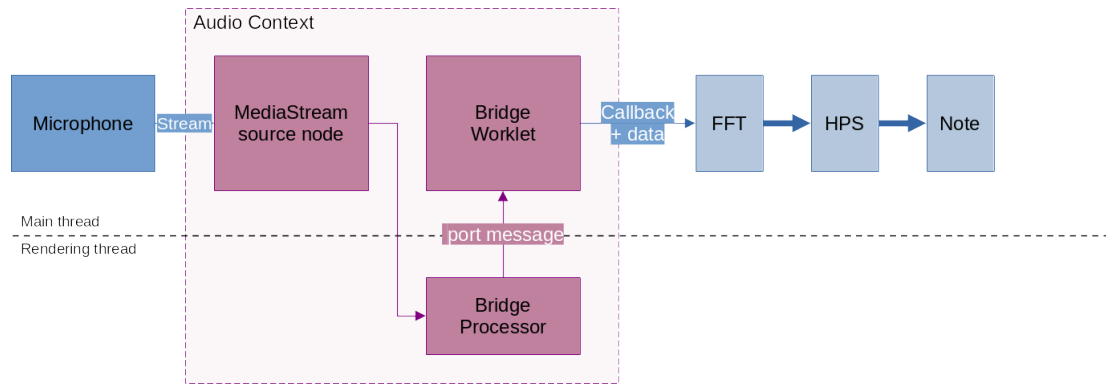 Audio Context
Microphone
Stream
MediaStream
source node
Bridge
Worklet
Callback
+ data
FFT
HPS
Note
Main thread
port message
Rendering thread
Bridge
Processor